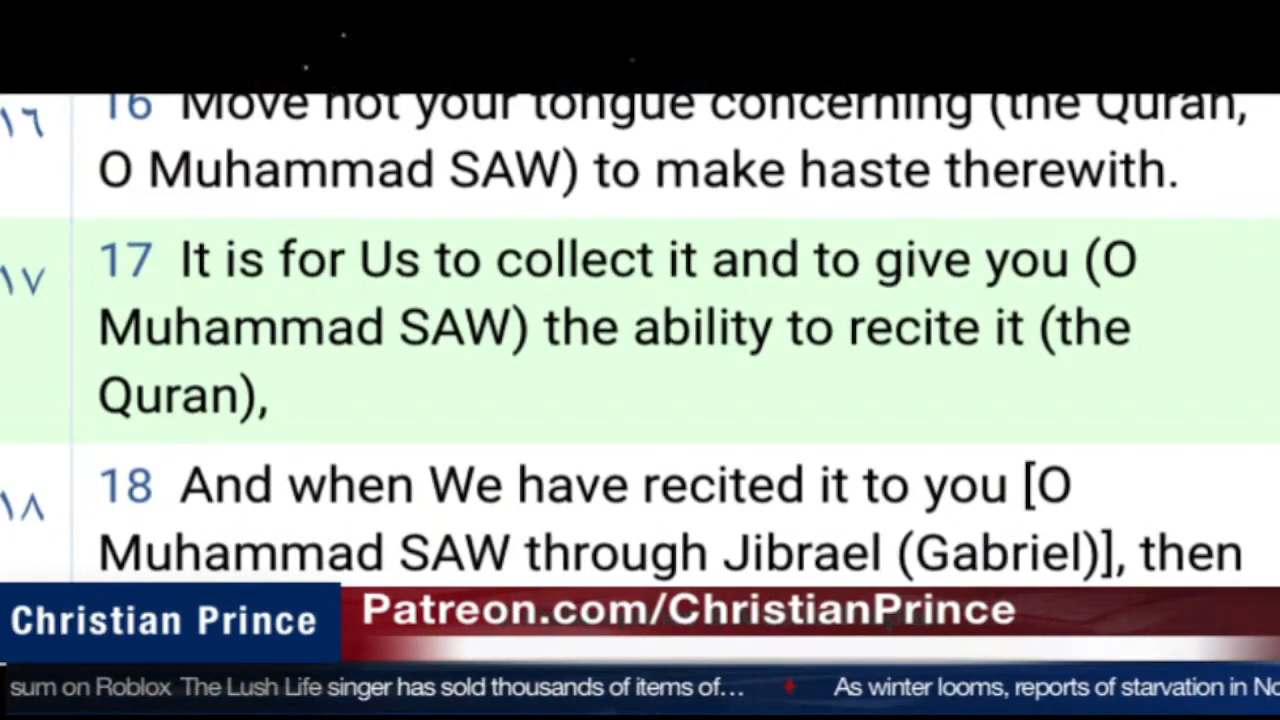 ١٦ 16 Move not your tongue concerning (the Quran,
O Muhammad SAW) to make haste therewith.
١٧ 17 It is for Us to collect it and to give you (O
Muhammad SAW) the ability to recite it (the
Quran),
١٨ 18 And when We have recited it to you [O
Muhammad SAW through Jibrael (Gabriel)], then
Christian Prince Patreon.com/ChristianPrince
sum on Roblox The Lush Life singer has sold thousands of items of… As winter looms, reports of starvation in No